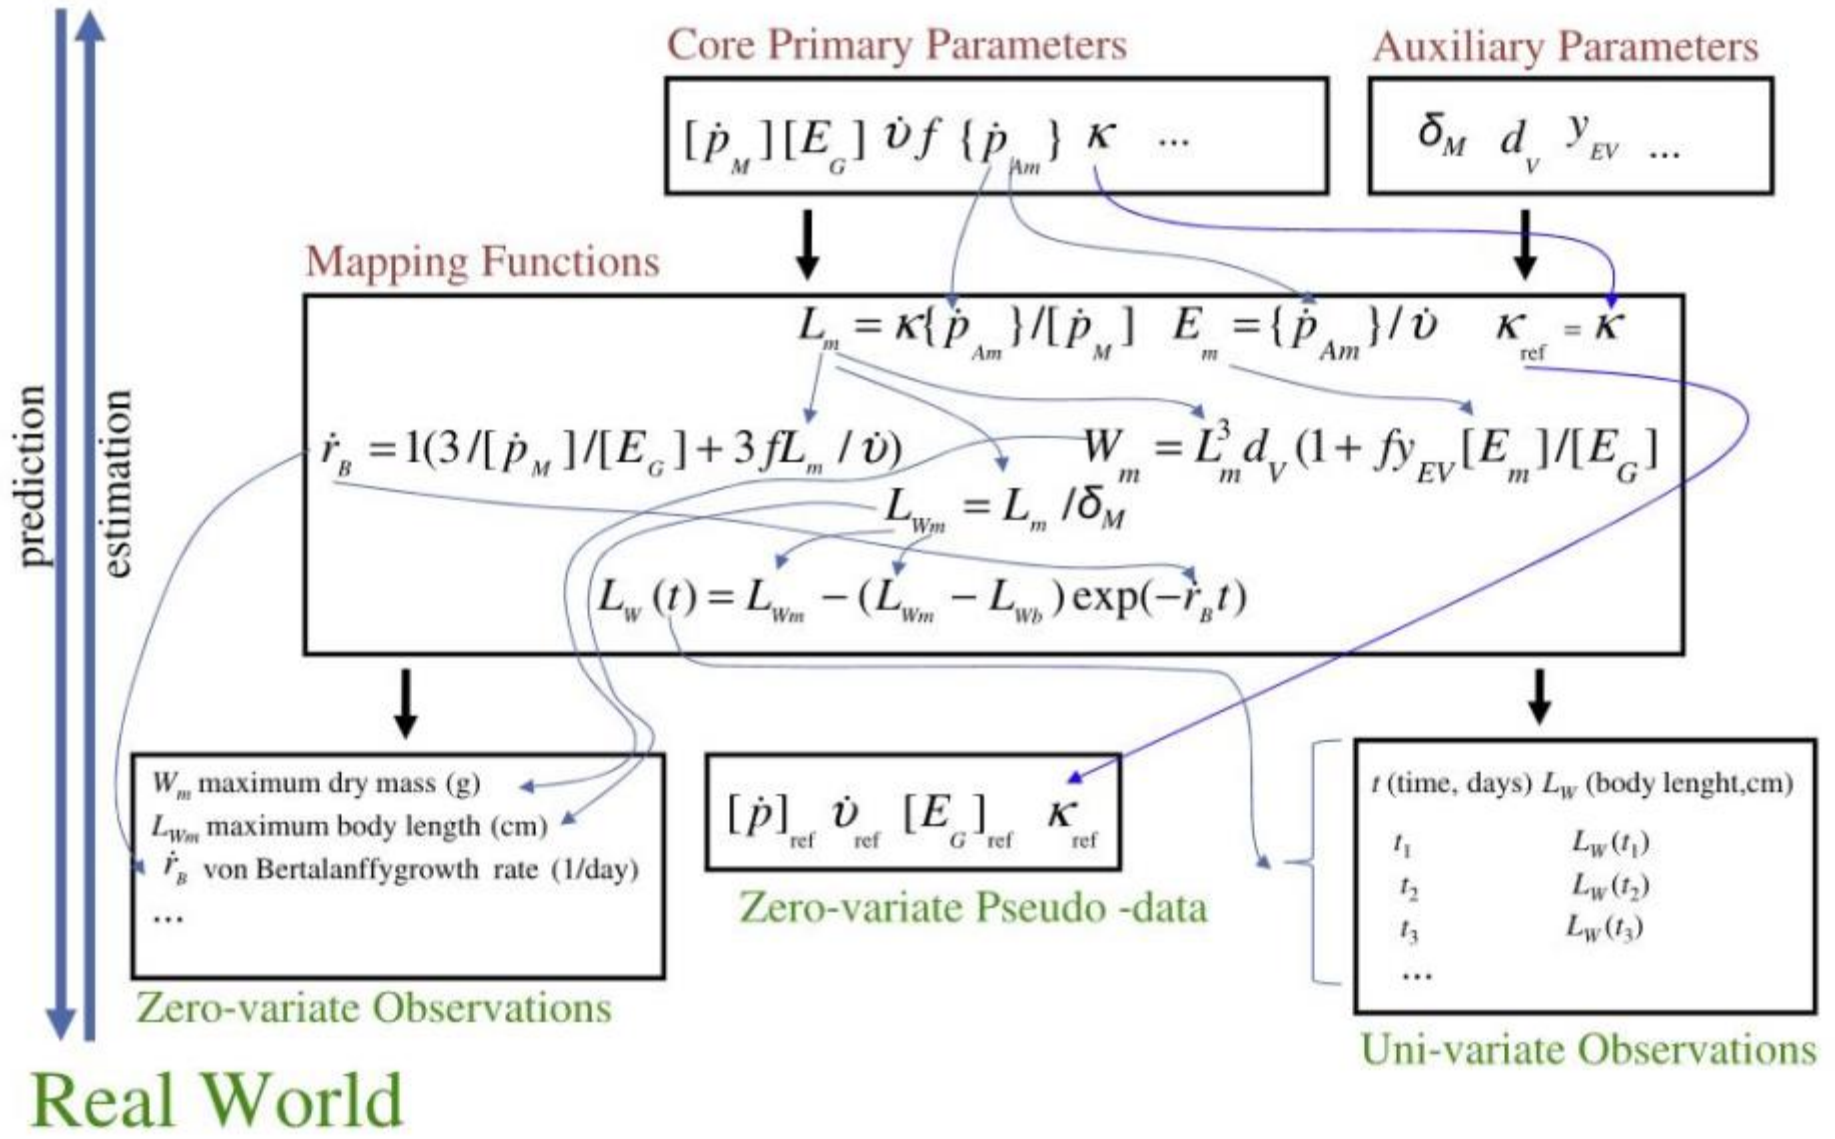 Core Primary Parameters
Auxiliary Parameters
[ṗ_M][E_G] υ̇ f {ṗ_Am} κ ...
δ_M d_V y_EV ...
Mapping Functions
L_m = κ{ṗ_Am}/[ṗ_M] E_m = {ṗ_Am}/υ̇ κ_ref = κ
ṙ_B = 1(3/[ṗ_M]/[E_G] + 3fL_m/υ̇) W_m = L_m^3 d_V (1 + fy_EV [E_m]/[E_G]
L_Wm = L_m/δ_M
L_W(t) = L_Wm − (L_Wm − L_Wb) exp(−ṙ_B t)
prediction
estimation
W_m maximum dry mass (g)
L_Wm maximum body length (cm)
ṙ_B von Bertalanffygrowth rate (1/day)
...
Zero-variate Observations
[ṗ]_ref υ̇_ref [E_G]_ref κ_ref
Zero-variate Pseudo -data
t (time, days) L_W (body lenght,cm)
t_1 L_W(t_1)
t_2 L_W(t_2)
t_3 L_W(t_3)
...
Uni-variate Observations
Real World